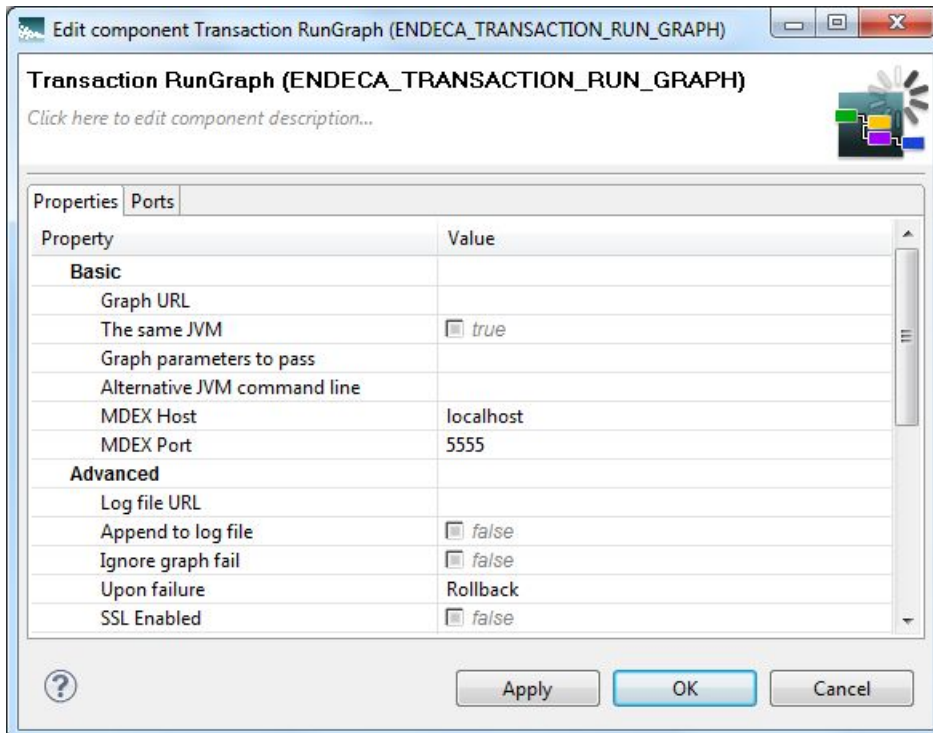 Edit component Transaction RunGraph (ENDECA_TRANSACTION_RUN_GRAPH)
Transaction RunGraph (ENDECA_TRANSACTION_RUN_GRAPH)
Click here to edit component description...
Properties Ports
Property Value
Basic
Graph URL
The same JVM true
Graph parameters to pass
Alternative JVM command line
MDEX Host localhost
MDEX Port 5555
Advanced
Log file URL
Append to log file false
Ignore graph fail false
Upon failure Rollback
SSL Enabled false
? Apply OK Cancel